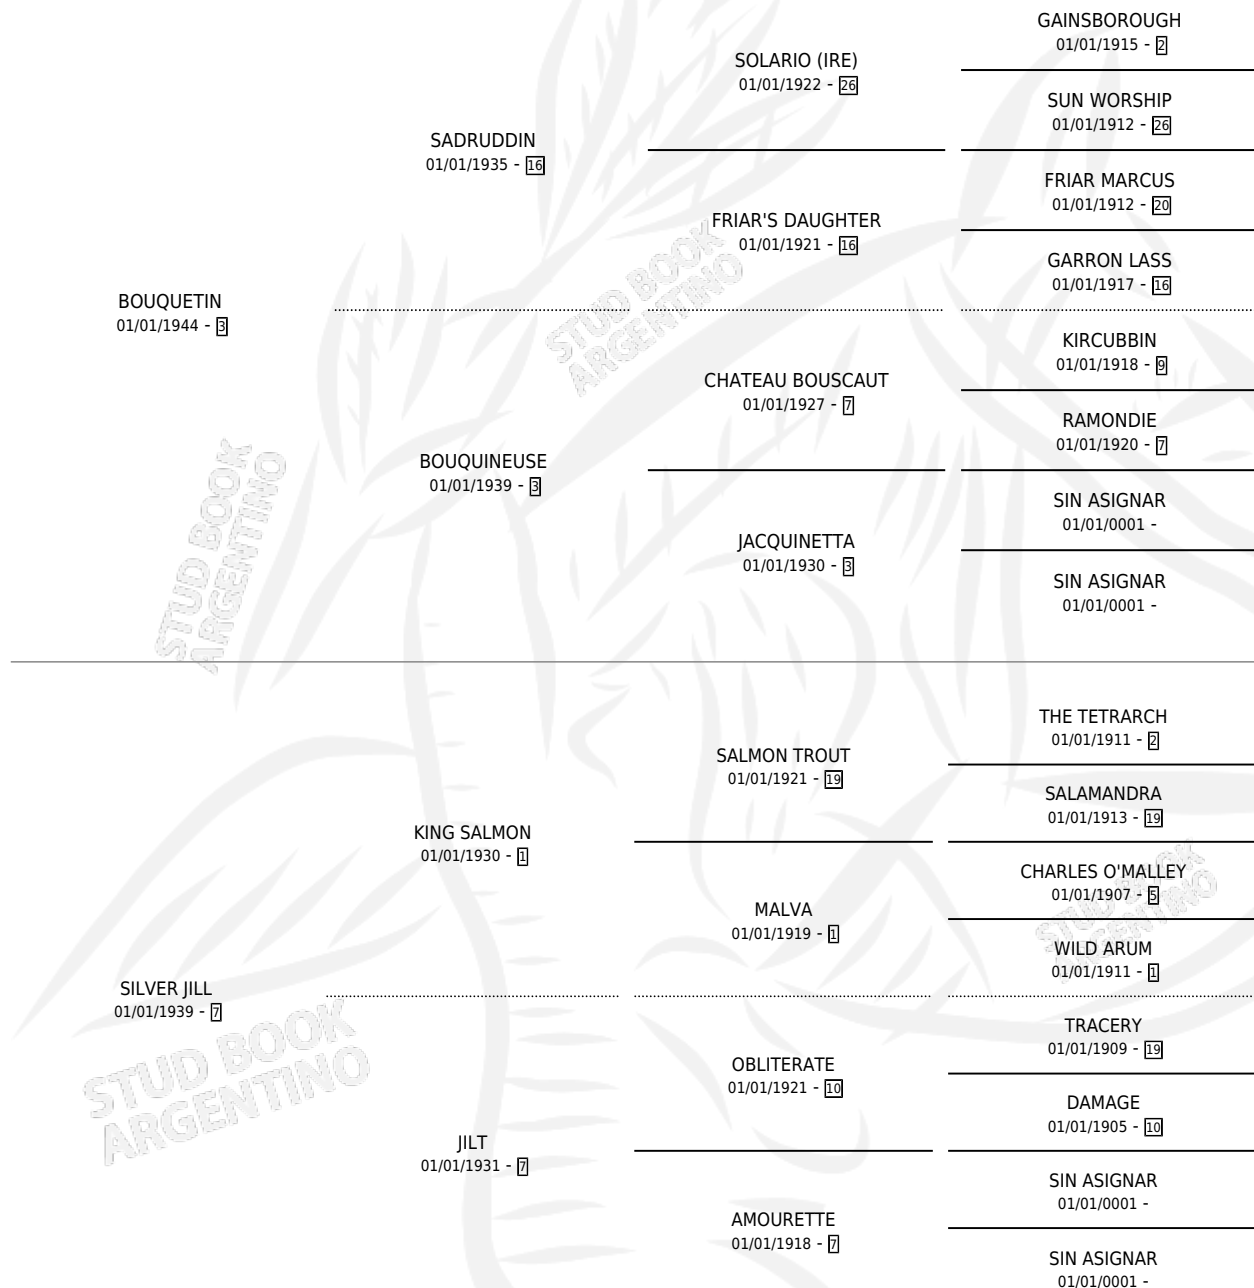 GAINSBOROUGH
01/01/1915 - 2
SOLARIO (IRE)
01/01/1922 - 26
SUN WORSHIP
01/01/1912 - 26
SADRUDDIN
01/01/1935 - 16
FRIAR MARCUS
01/01/1912 - 20
FRIAR'S DAUGHTER
01/01/1921 - 16
GARRON LASS
01/01/1917 - 16
BOUQUETIN
01/01/1944 - 3
KIRCUBBIN
01/01/1918 - 9
CHATEAU BOUSCAUT
01/01/1927 - 7
RAMONDIE
01/01/1920 - 7
BOUQUINEUSE
01/01/1939 - 3
SIN ASIGNAR
01/01/0001 -
JACQUINETTA
01/01/1930 - 3
SIN ASIGNAR
01/01/0001 -
THE TETRARCH
01/01/1911 - 2
SALMON TROUT
01/01/1921 - 19
SALAMANDRA
01/01/1913 - 19
KING SALMON
01/01/1930 - 1
CHARLES O'MALLEY
01/01/1907 - 5
MALVA
01/01/1919 - 1
WILD ARUM
01/01/1911 - 1
SILVER JILL
01/01/1939 - 7
TRACERY
01/01/1909 - 19
OBLITERATE
01/01/1921 - 10
DAMAGE
01/01/1905 - 10
JILT
01/01/1931 - 7
SIN ASIGNAR
01/01/0001 -
AMOURETTE
01/01/1918 - 7
SIN ASIGNAR
01/01/0001 -
STUD BOOK
ARGENTINO
STUD BOOK
ARGENTINO
STUD BOOK
ARGENTINO
STUD BOOK
ARGENTINO